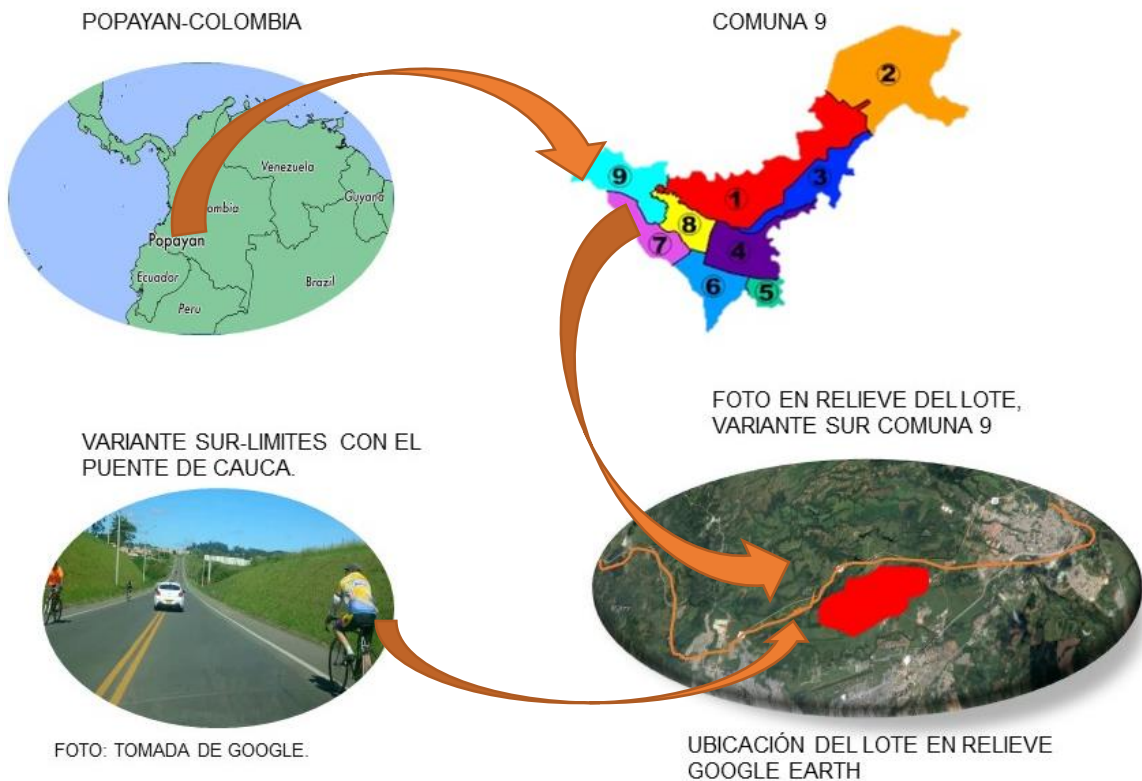 POPAYAN-COLOMBIA
COMUNA 9
Venezuela
Guyana
ombia
Popayan
Ecuador
Brazil
Peru
2
9
3
1
8
7
4
6
5
FOTO EN RELIEVE DEL LOTE,
VARIANTE SUR COMUNA 9
VARIANTE SUR-LIMITES CON EL
PUENTE DE CAUCA.
FOTO: TOMADA DE GOOGLE.
UBICACIÓN DEL LOTE EN RELIEVE
GOOGLE EARTH